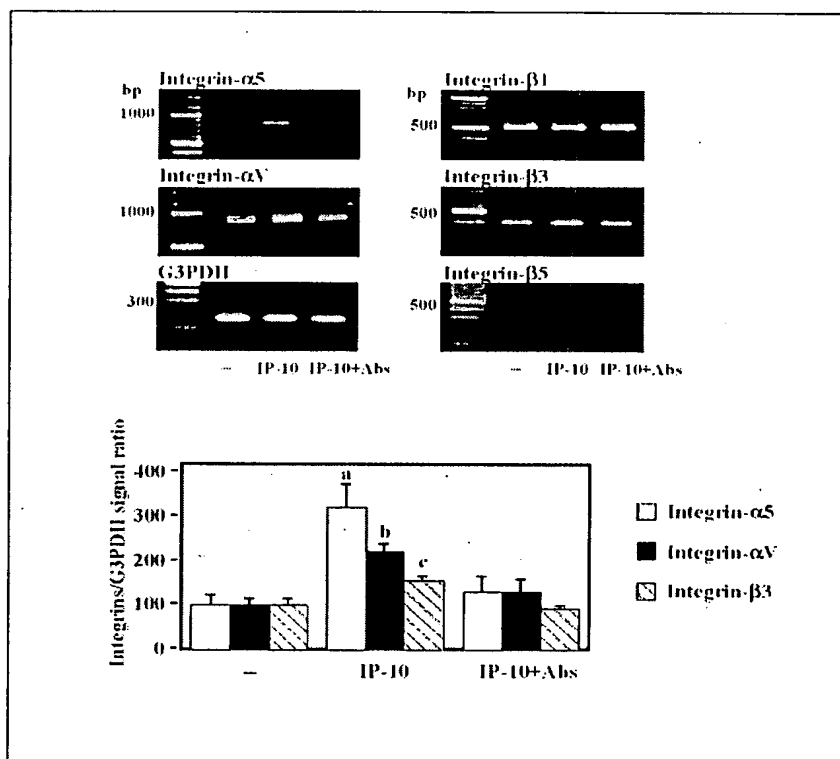 Integrin-α5
bp
1000
Integrin-αV
1000
G3PDH
300
– IP-10 IP-10+Abs
Integrin-β1
bp
500
Integrin-β3
500
Integrin-β5
500
– IP-10 IP-10+Abs
Integrins/G3PDH signal ratio
400
300
200
100
0
a
b
c
– IP-10 IP-10+Abs
Integrin-α5
Integrin-αV
Integrin-β3